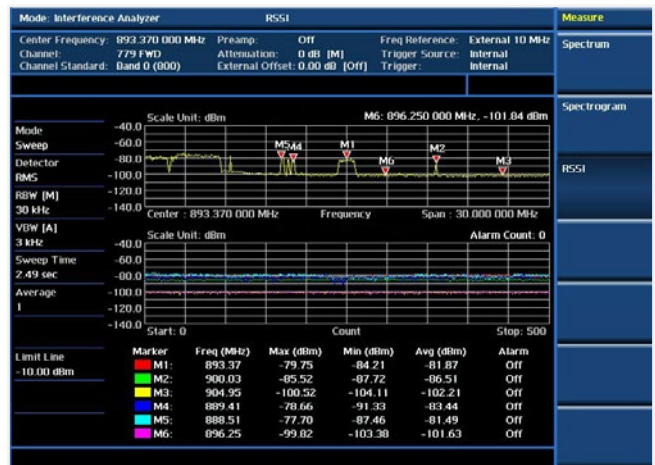 Mode: Interference Analyzer RSSI Measure
Center Frequency: 893.370 000 MHz Preamp: Off Freq Reference: External 10 MHz
Channel: 779 FWD Attenuation: 0 dB [M] Trigger Source: Internal
Channel Standard: Band 0 (800) External Offset: 0.00 dB [Off] Trigger: Internal
Spectrum
Spectrogram
RSSI
Mode
Sweep
Detector
RMS
RBW [M]
30 kHz
VBW [A]
3 kHz
Sweep Time
2.49 sec
Average
1
Limit Line
-10.00 dBm
Scale Unit: dBm M6: 896.250 000 MHz, -101.84 dBm
-40.0
-60.0
-80.0
-100.0
-120.0
-140.0
M5 M4 M1 M6 M2 M3
Center : 893.370 000 MHz Frequency Span : 30.000 000 MHz
Scale Unit: dBm Alarm Count: 0
-40.0
-60.0
-80.0
-100.0
-120.0
-140.0
Start: 0 Count Stop: 500
Marker Freq (MHz) Max (dBm) Min (dBm) Avg (dBm) Alarm
M1: 893.37 -79.75 -84.21 -81.87 Off
M2: 900.03 -85.52 -87.72 -86.51 Off
M3: 904.95 -100.52 -104.11 -102.21 Off
M4: 889.41 -78.66 -91.33 -83.44 Off
M5: 888.51 -77.70 -87.46 -81.49 Off
M6: 896.25 -99.82 -103.38 -101.63 Off